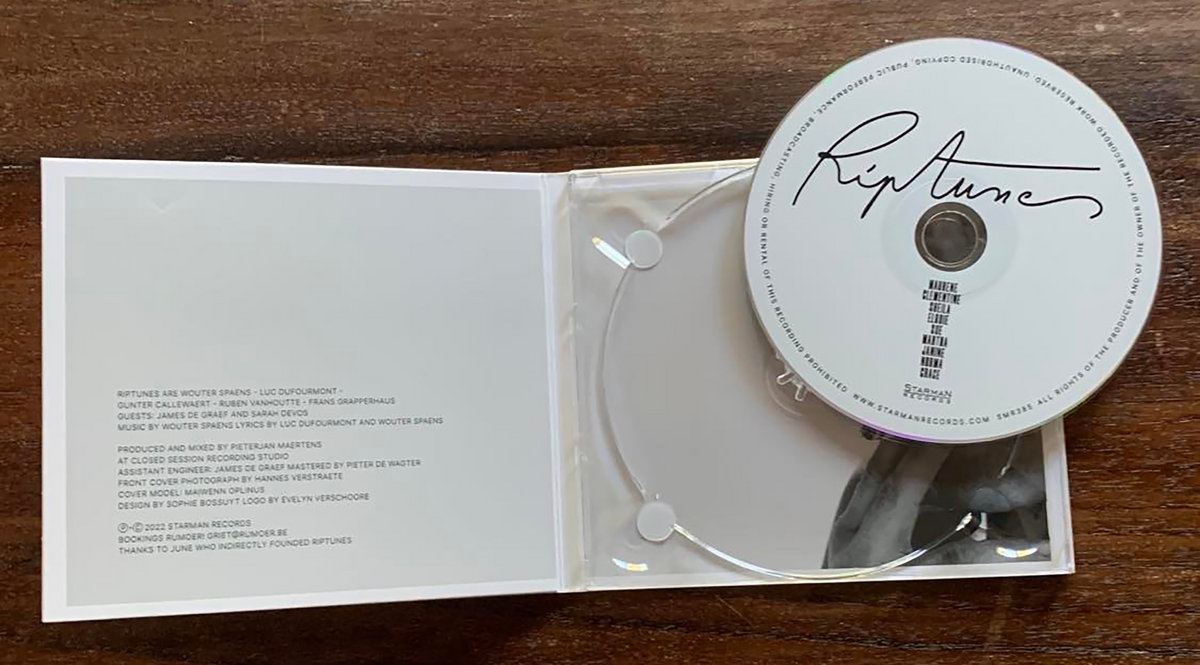 RIPTUNES ARE WOUTER SPAENS - LUC DUFOURMONT -
GUNTER CALLEWAERT - RUBEN VANHOUTTE - FRANS GRAPPERHAUS
GUESTS: JAMES DE GRAEF AND SARAH DEVOS
MUSIC BY WOUTER SPAENS LYRICS BY LUC DUFOURMONT AND WOUTER SPAENS
PRODUCED AND MIXED BY PIETERJAN MAERTENS
AT CLOSED SESSION RECORDING STUDIO
ASSISTANT ENGINEER: JAMES DE GRAEF MASTERED BY PIETER DE WAGTER
FRONT COVER PHOTOGRAPH BY HANNES VERSTRAETE
COVER MODEL: MAIWENN OPLINUS
DESIGN BY SOPHIE BOSSUYT LOGO BY EVELYN VERSCHOORE
Ⓟ+Ⓒ 2022 STARMAN RECORDS
BOOKINGS RUMOER! GRIET@RUMOER.BE
THANKS TO JUNE WHO INDIRECTLY FOUNDED RIPTUNES
Riptunes
MAURENE
CLEMENTINE
SHEILA
ELODIE
SUE
MARTHA
JANINE
NORMA
GRACE
STARMAN
RECORDS
WWW.STARMANRECORDS.COM SMR38E ALL RIGHTS OF THE PRODUCER AND OF THE OWNER OF THE RECORDED WORK RESERVED. UNAUTHORISED COPYING, PUBLIC PERFORMANCE, BROADCASTING, HIRING OR RENTAL OF THIS RECORDING PROHIBITED